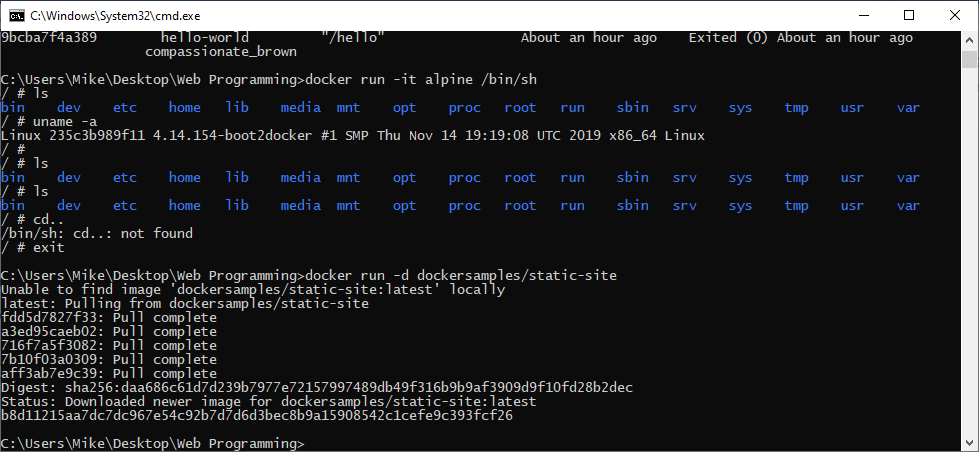 C:\Windows\System32\cmd.exe
9bcba7f4a389        hello-world         "/hello"                 About an hour ago    Exited (0) About an hour ago
                  compassionate_brown
C:\Users\Mike\Desktop\Web Programming>docker run -it alpine /bin/sh
/ # ls
bin    dev    etc    home   lib    media  mnt    opt    proc   root   run    sbin   srv    sys    tmp    usr    var
/ # uname -a
Linux 235c3b989f11 4.14.154-boot2docker #1 SMP Thu Nov 14 19:19:08 UTC 2019 x86_64 Linux
/ #
/ # ls
bin    dev    etc    home   lib    media  mnt    opt    proc   root   run    sbin   srv    sys    tmp    usr    var
/ # ls
bin    dev    etc    home   lib    media  mnt    opt    proc   root   run    sbin   srv    sys    tmp    usr    var
/ # cd..
/bin/sh: cd..: not found
/ # exit
C:\Users\Mike\Desktop\Web Programming>docker run -d dockersamples/static-site
Unable to find image 'dockersamples/static-site:latest' locally
latest: Pulling from dockersamples/static-site
fdd5d7827f33: Pull complete
a3ed95caeb02: Pull complete
716f7a5f3082: Pull complete
7b10f03a0309: Pull complete
aff3ab7e9c39: Pull complete
Digest: sha256:daa686c61d7d239b7977e72157997489db49f316b9b9af3909d9f10fd28b2dec
Status: Downloaded newer image for dockersamples/static-site:latest
b8d11215aa7dc7dc967e54c92b7d7d6d3bec8b9a15908542c1cefe9c393fcf26
C:\Users\Mike\Desktop\Web Programming>